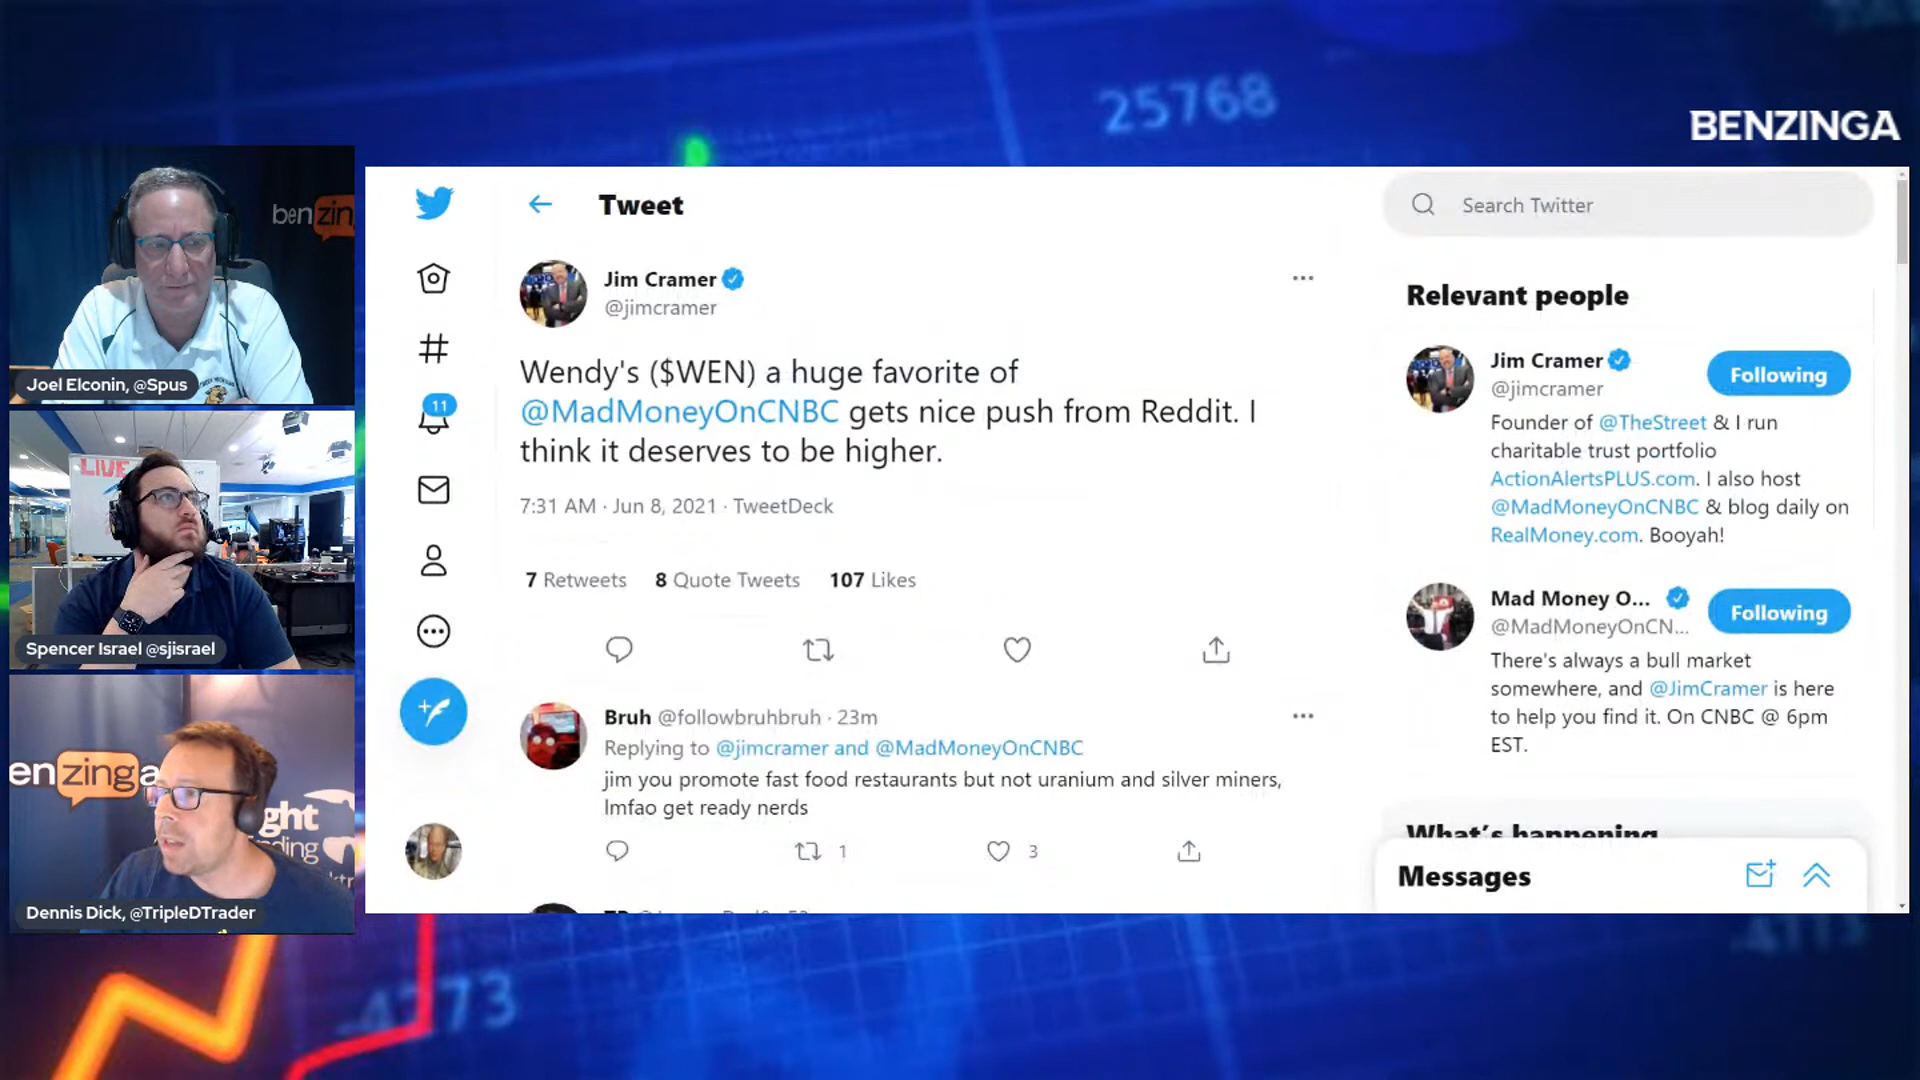 25768
BENZINGA
benzin
Joel Elconin, @Spus
LIVE
Spencer Israel @sjisrael
enzinga
ght
Dennis Dick, @TripleDTrader
Tweet
Jim Cramer
@jimcramer
Wendy's ($WEN) a huge favorite of
@MadMoneyOnCNBC gets nice push from Reddit. I
think it deserves to be higher.
7:31 AM · Jun 8, 2021 · TweetDeck
7 Retweets 8 Quote Tweets 107 Likes
11
Bruh @followbruhbruh · 23m
Replying to @jimcramer and @MadMoneyOnCNBC
jim you promote fast food restaurants but not uranium and silver miners,
lmfao get ready nerds
1 3
Search Twitter
Relevant people
Jim Cramer
@jimcramer
Following
Founder of @TheStreet & I run
charitable trust portfolio
ActionAlertsPLUS.com. I also host
@MadMoneyOnCNBC & blog daily on
RealMoney.com. Booyah!
Mad Money O...
@MadMoneyOnCN...
Following
There's always a bull market
somewhere, and @JimCramer is here
to help you find it. On CNBC @ 6pm
EST.
What's happening
Messages
-4773